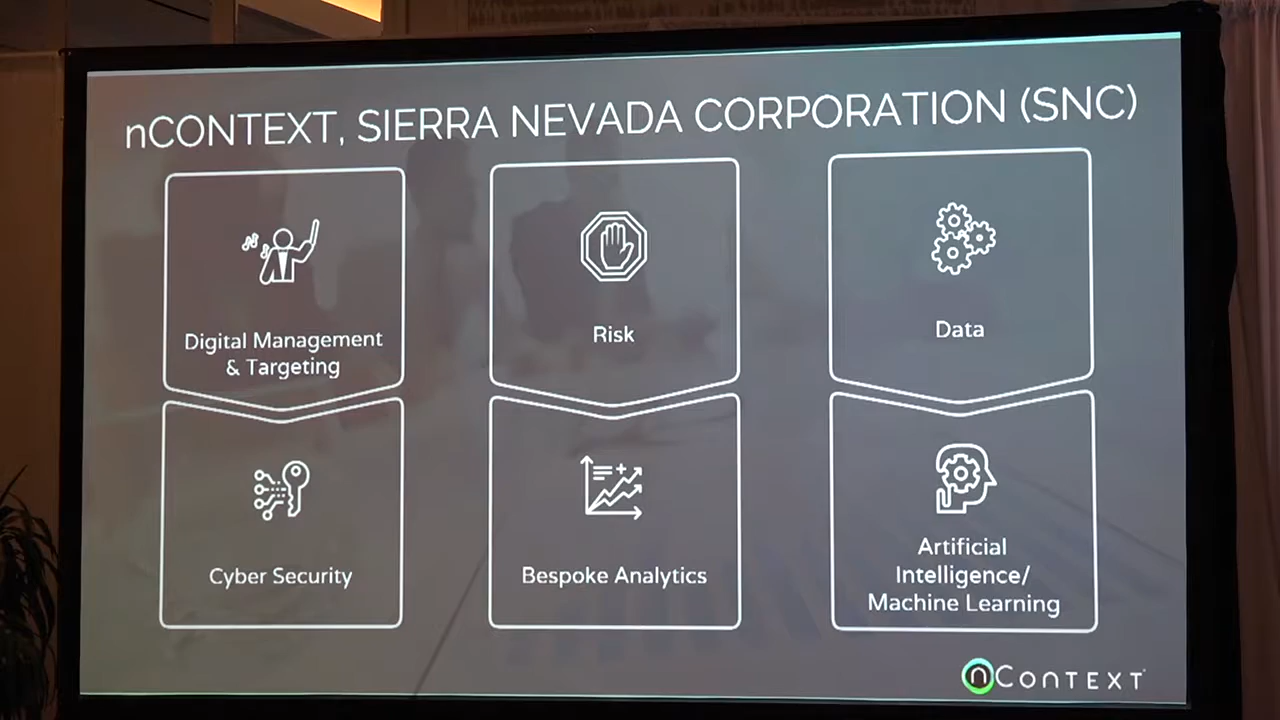 nCONTEXT, SIERRA NEVADA CORPORATION (SNC)
Digital Management
& Targeting
Risk
Data
Cyber Security
Bespoke Analytics
Artificial
Intelligence/
Machine Learning
nContext